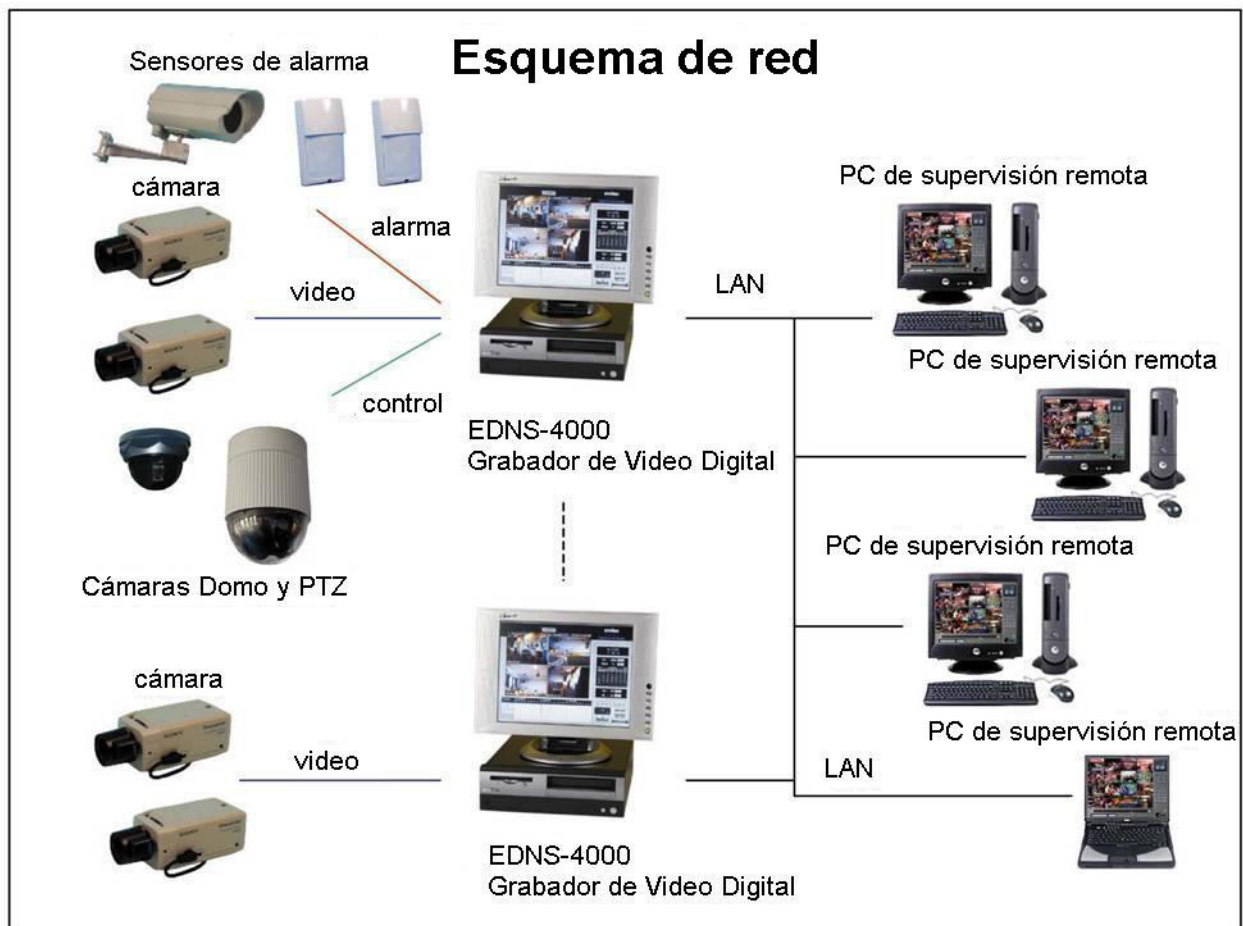 Esquema de red
Sensores de alarma
cámara
alarma
video
control
Cámaras Domo y PTZ
EDNS-4000
Grabador de Video Digital
LAN
PC de supervisión remota
PC de supervisión remota
PC de supervisión remota
PC de supervisión remota
LAN
cámara
video
EDNS-4000
Grabador de Video Digital